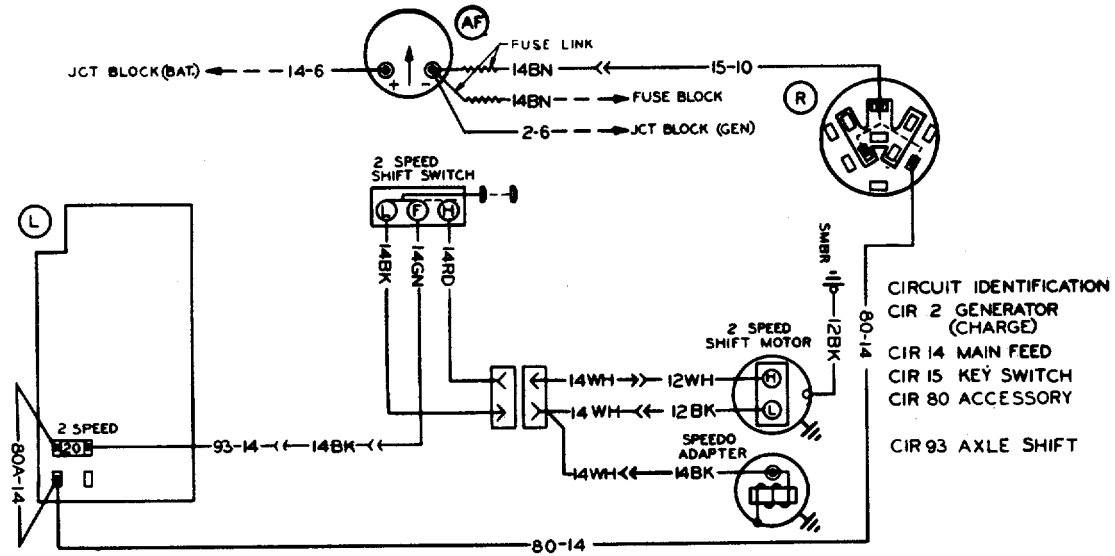 AF
FUSE LINK
JCT BLOCK(BAT.)
14-6
+
-
14BN
15-10
14BN
FUSE BLOCK
2-6
JCT BLOCK (GEN)
R
2 SPEED
SHIFT SWITCH
L F H
L
14BK
14GN
14RD
SMBR
12BK
80-14
CIRCUIT IDENTIFICATION
CIR 2 GENERATOR
(CHARGE)
CIR 14 MAIN FEED
CIR 15 KEY SWITCH
CIR 80 ACCESSORY
CIR 93 AXLE SHIFT
2 SPEED
SHIFT MOTOR
14WH
12WH
H
14WH
12BK
L
2 SPEED
20
80A-14
93-14
14BK
SPEEDO
ADAPTER
14WH
14BK
80-14